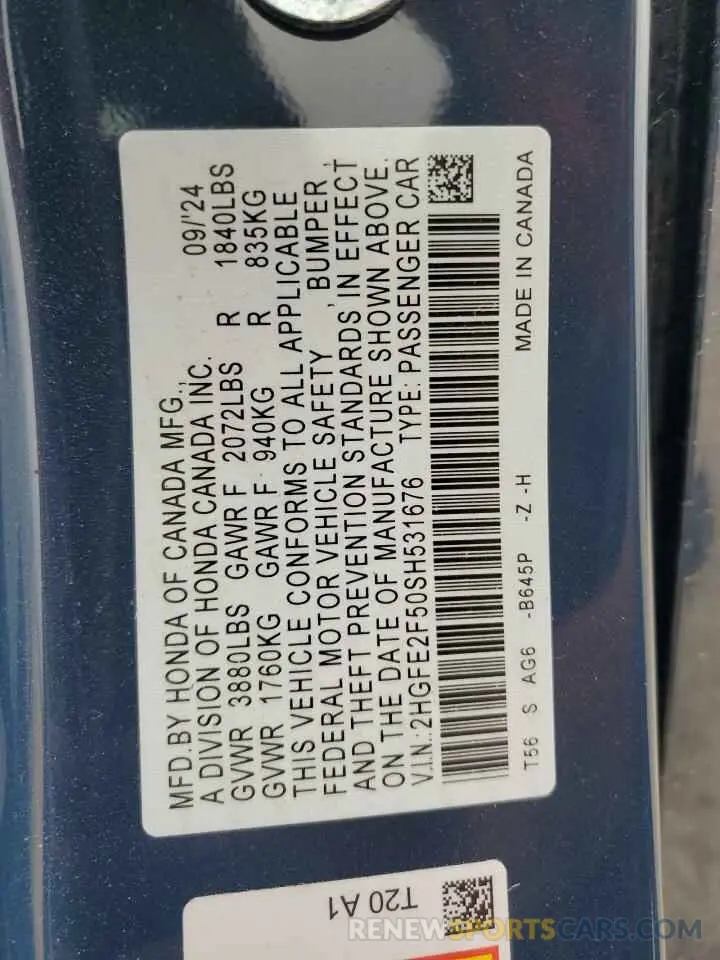 MFD.BY HONDA OF CANADA MFG., 09/'24
A DIVISION OF HONDA CANADA INC.
GVWR 3880LBS GAWR F 2072LBS R 1840LBS
GVWR 1760KG GAWR F 940KG R 835KG
THIS VEHICLE CONFORMS TO ALL APPLICABLE
FEDERAL MOTOR VEHICLE SAFETY , BUMPER ,
AND THEFT PREVENTION STANDARDS IN EFFECT
ON THE DATE OF MANUFACTURE SHOWN ABOVE.
V.I.N.:2HGFE2F50SH531676 TYPE: PASSENGER CAR
T56 S AG6 -B645P -Z -H MADE IN CANADA
T20 A1
RENEWSPORTSCARS.COM